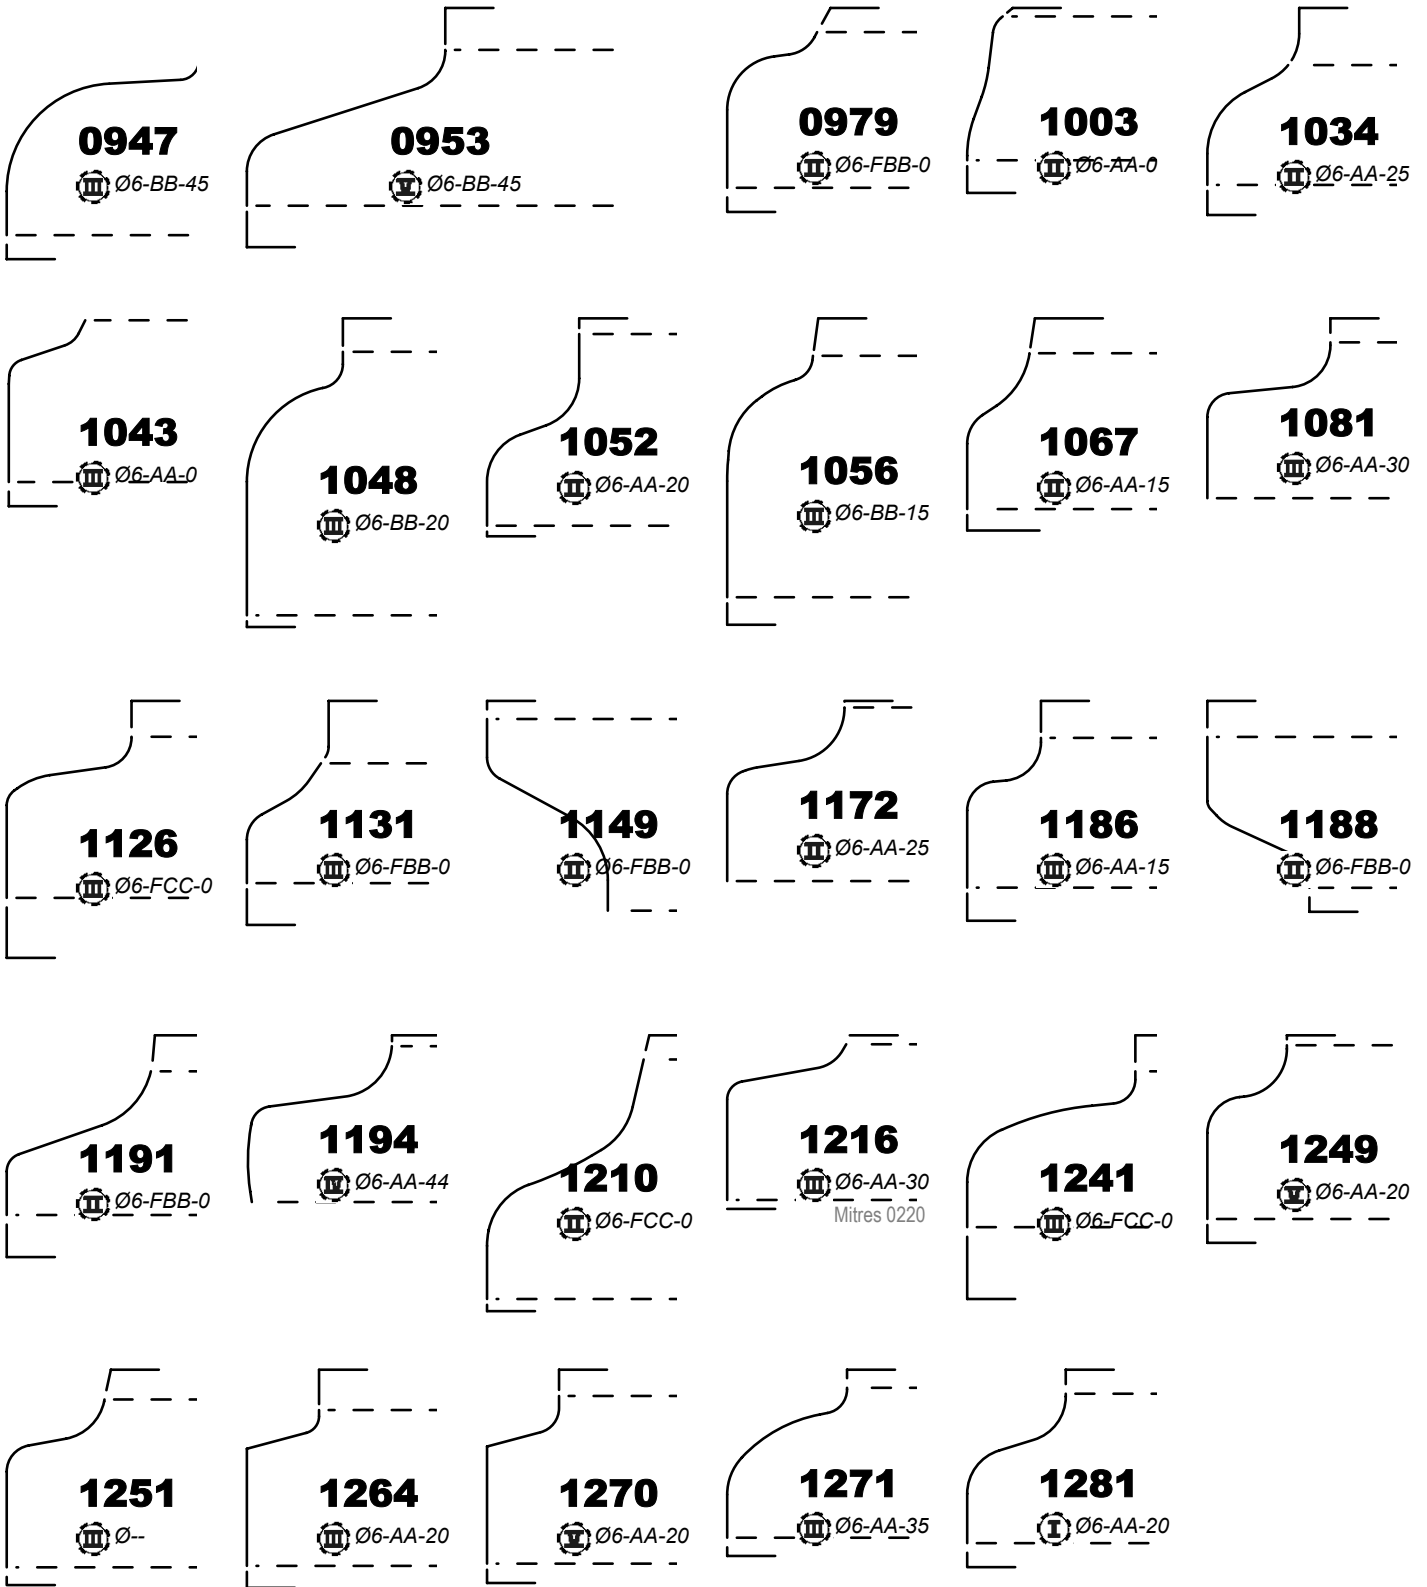 0947
III Ø6-BB-45
0953
V Ø6-BB-45
0979
II Ø6-FBB-0
1003
II Ø6-AA-0
1034
II Ø6-AA-25
1043
III Ø6-AA-0
1048
III Ø6-BB-20
1052
II Ø6-AA-20
1056
III Ø6-BB-15
1067
II Ø6-AA-15
1081
III Ø6-AA-30
1126
III Ø6-FCC-0
1131
III Ø6-FBB-0
1149
II Ø6-FBB-0
1172
II Ø6-AA-25
1186
III Ø6-AA-15
1188
II Ø6-FBB-0
1191
II Ø6-FBB-0
1194
IV Ø6-AA-44
1210
II Ø6-FCC-0
1216
III Ø6-AA-30
Mitres 0220
1241
III Ø6-FCC-0
1249
V Ø6-AA-20
1251
III Ø--
1264
III Ø6-AA-20
1270
V Ø6-AA-20
1271
III Ø6-AA-35
1281
I Ø6-AA-20